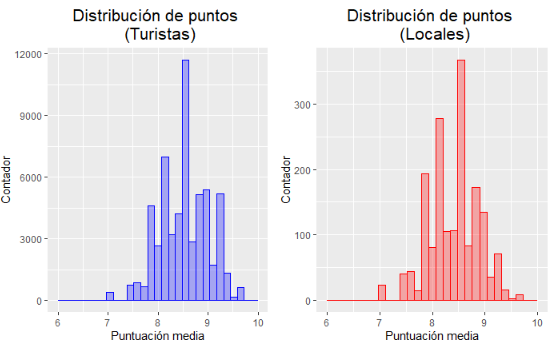 Distribución de puntos
(Turistas)
12000
9000
6000
3000
0
Contador
6
7
8
9
10
Puntuación media
Distribución de puntos
(Locales)
300
200
100
0
Contador
6
7
8
9
10
Puntuación media